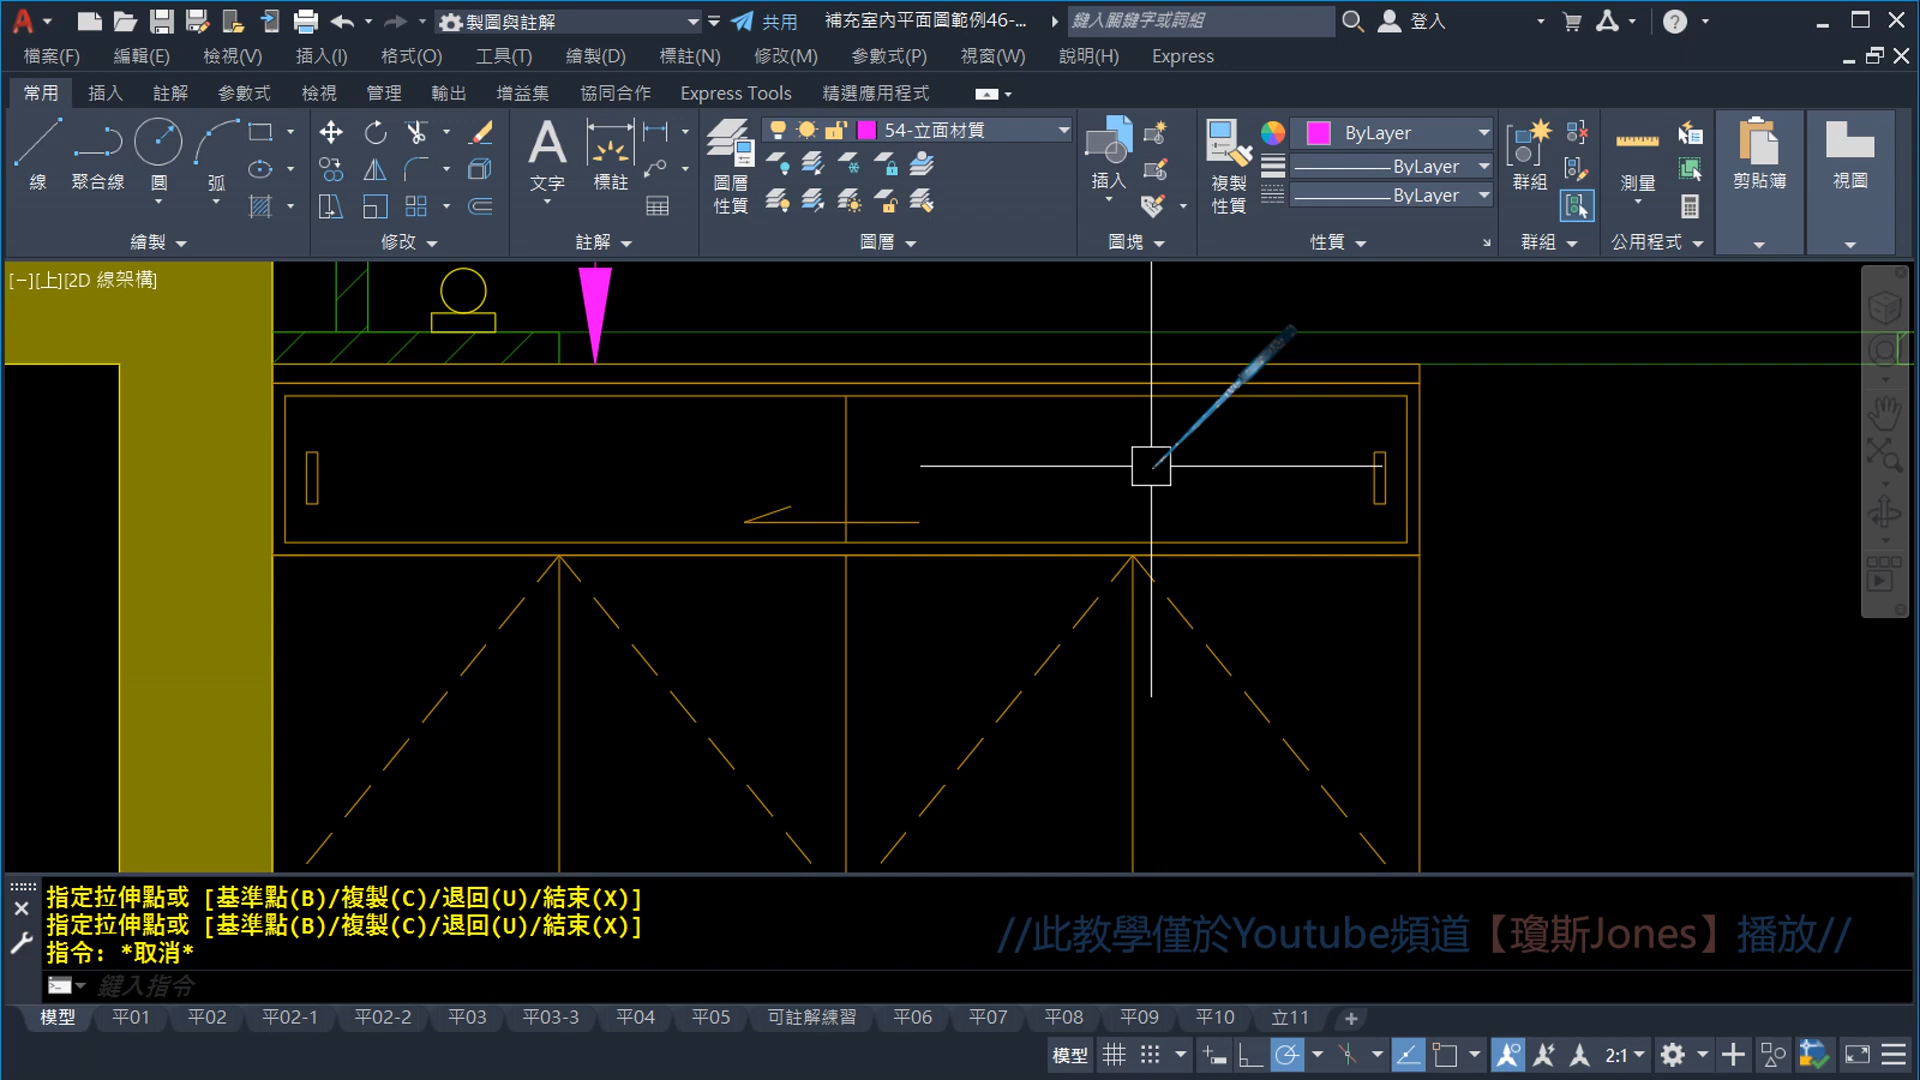 製圖與註解
共用
補充室內平面圖範例46-...
鍵入關鍵字或詞組
登入
檔案(F) 編輯(E) 檢視(V) 插入(I) 格式(O) 工具(T) 繪製(D) 標註(N) 修改(M) 參數式(P) 視窗(W) 說明(H) Express
常用 插入 註解 參數式 檢視 管理 輸出 增益集 協同合作 Express Tools 精選應用程式
線 聚合線 圓 弧
繪製
修改
文字 標註
註解
圖層
性質
54-立面材質
圖層
插入
圖塊
複製
性質
ByLayer
ByLayer
ByLayer
性質
群組
群組
測量
公用程式
剪貼簿
視圖
[−][上][2D 線架構]
指定拉伸點或 [基準點(B)/複製(C)/退回(U)/結束(X)]
指定拉伸點或 [基準點(B)/複製(C)/退回(U)/結束(X)]
指令: *取消*
//此教學僅於Youtube頻道【瓊斯Jones】播放//
鍵入指令
模型 平01 平02 平02-1 平02-2 平03 平03-3 平04 平05 可註解練習 平06 平07 平08 平09 平10 立11
模型 2:1